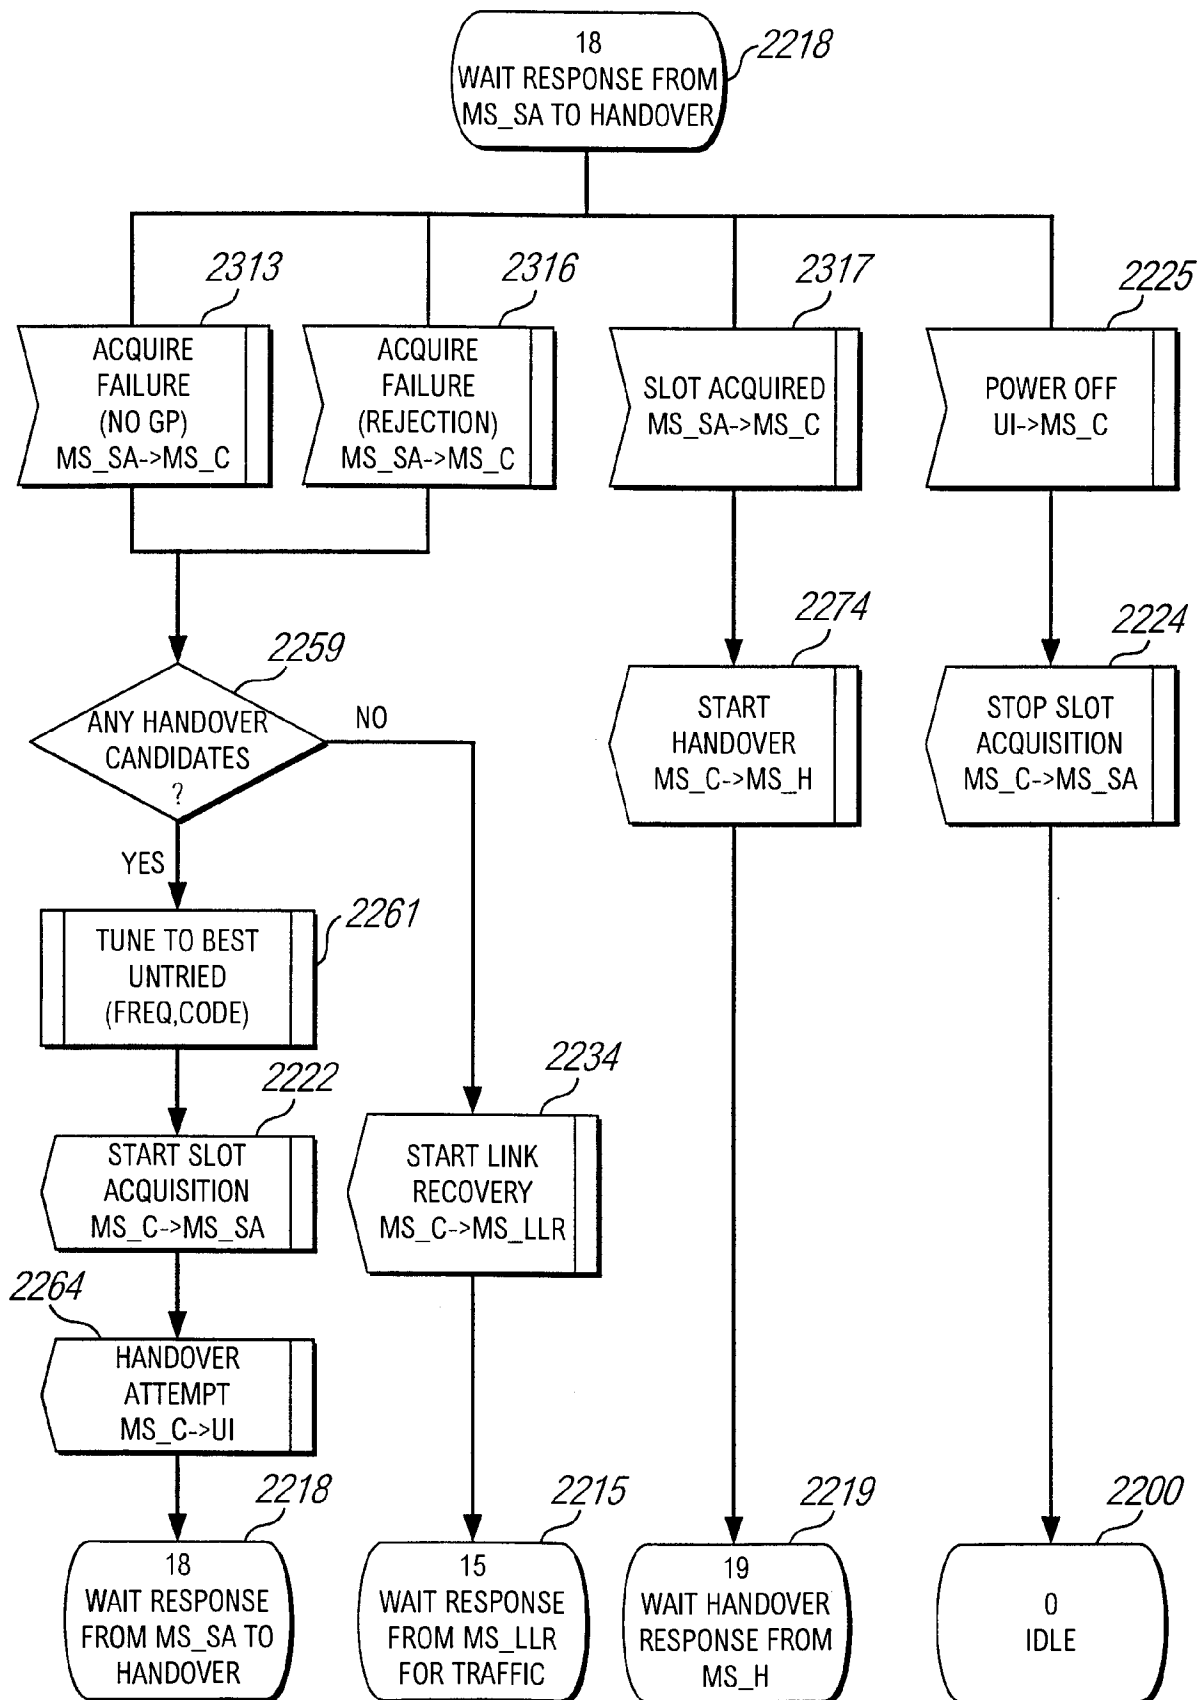 18
WAIT RESPONSE FROM
MS_SA TO HANDOVER
2218
2313
2316
2317
2225
ACQUIRE
FAILURE
(NO GP)
MS_SA->MS_C
ACQUIRE
FAILURE
(REJECTION)
MS_SA->MS_C
SLOT ACQUIRED
MS_SA->MS_C
POWER OFF
UI->MS_C
2259
ANY HANDOVER
CANDIDATES
?
NO
YES
2274
START
HANDOVER
MS_C->MS_H
2224
STOP SLOT
ACQUISITION
MS_C->MS_SA
2261
TUNE TO BEST
UNTRIED
(FREQ,CODE)
2222
START SLOT
ACQUISITION
MS_C->MS_SA
2234
START LINK
RECOVERY
MS_C->MS_LLR
2264
HANDOVER
ATTEMPT
MS_C->UI
2218
18
WAIT RESPONSE
FROM MS_SA TO
HANDOVER
2215
15
WAIT RESPONSE
FROM MS_LLR
FOR TRAFFIC
2219
19
WAIT HANDOVER
RESPONSE FROM
MS_H
2200
0
IDLE